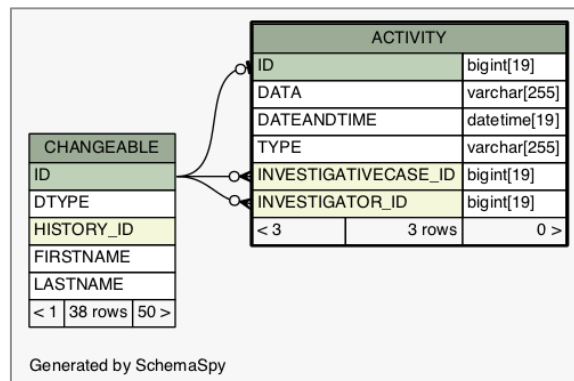 ACTIVITY
ID bigint[19]
DATA varchar[255]
DATEANDTIME datetime[19]
TYPE varchar[255]
INVESTIGATIVECASE_ID bigint[19]
INVESTIGATOR_ID bigint[19]
< 3 3 rows 0 >
CHANGEABLE
ID
DTYPE
HISTORY_ID
FIRSTNAME
LASTNAME
< 1 38 rows 50 >
Generated by SchemaSpy